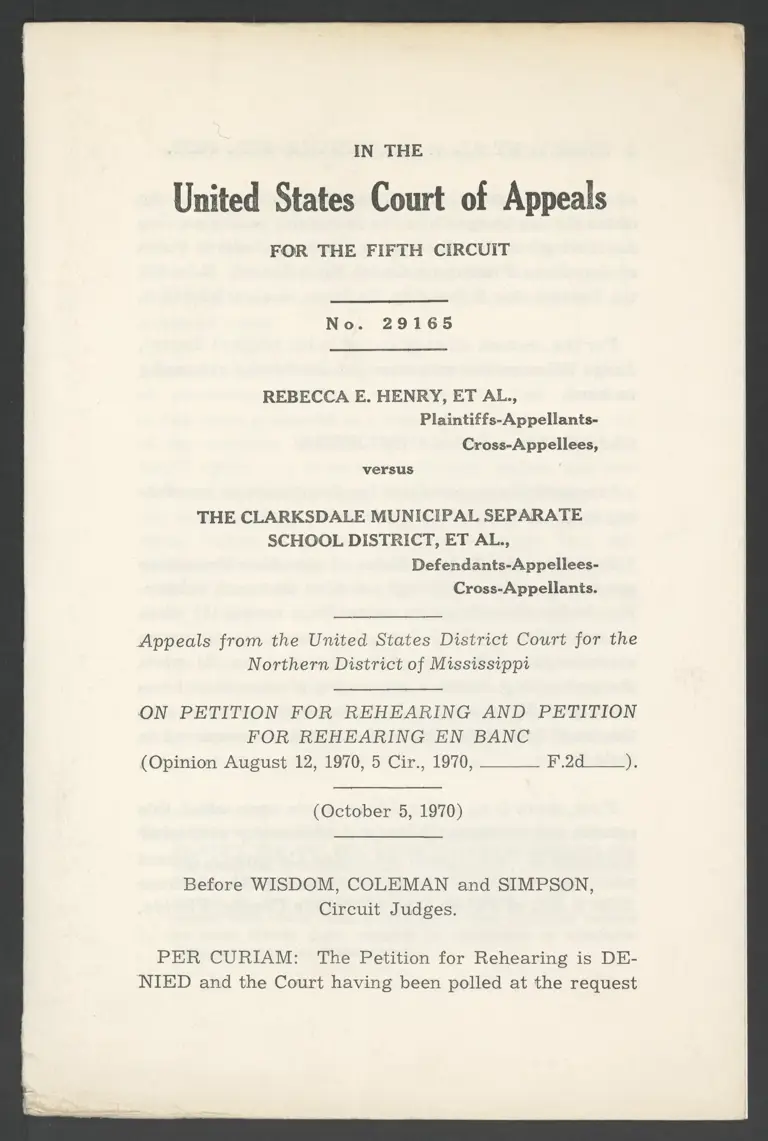 IN THE
United States Court of Appeals
FOR THE FIFTH CIRCUIT
No. 29165
REBECCA E. HENRY, ET AL.,
Plaintiffs-Appellants-
Cross-Appellees,
versus
THE CLARKSDALE MUNICIPAL SEPARATE
SCHOOL DISTRICT, ET AL.,
Defendants-Appellees-
Cross-Appellants.
Appeals from the United States District Court for the
Northern District of Mississippi
ON PETITION FOR REHEARING AND PETITION
FOR REHEARING EN BANC
(Opinion August 12, 1970, 5 Cir., 1970, ______ F.2d____).
(October 5, 1970)
Before WISDOM, COLEMAN and SIMPSON,
Circuit Judges.
PER CURIAM: The Petition for Rehearing is DE-
NIED and the Court having been polled at the request